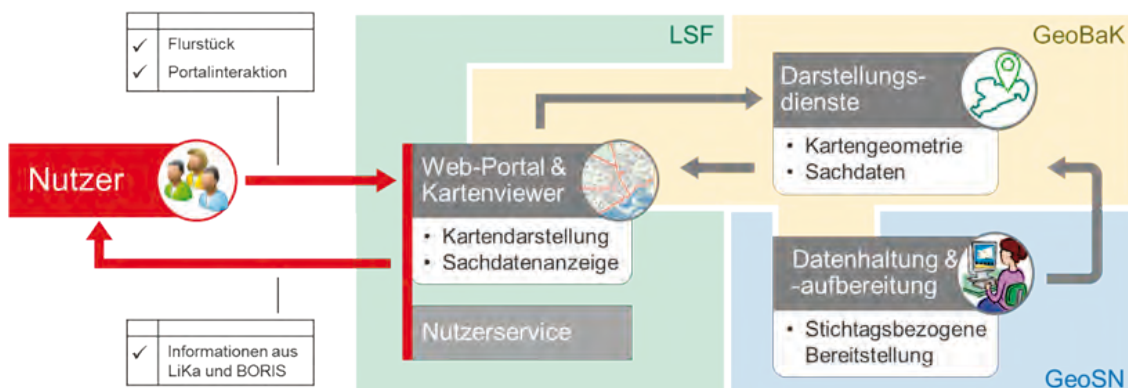 Flurstück
Portalinteraktion
LSF
GeoBaK
Darstellungs-
dienste
Kartengeometrie
Sachdaten
Nutzer
Web-Portal &
Kartenviewer
Kartendarstellung
Sachdatenanzeige
Datenhaltung &
-aufbereitung
Stichtagsbezogene
Bereitstellung
Nutzerservice
Informationen aus
LiKa und BORIS
GeoSN